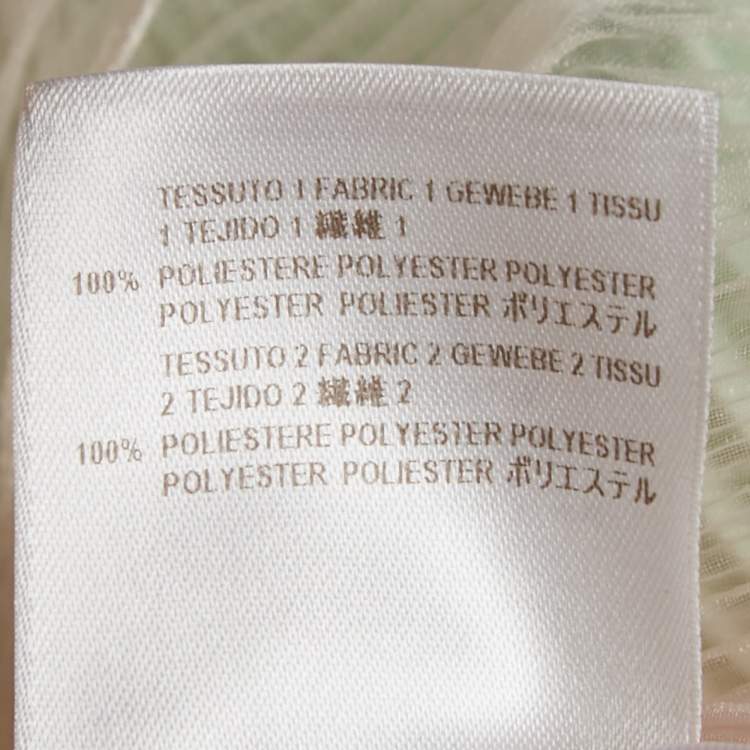 TESSUTO 1 FABRIC 1 GEWEBE 1 TISSU
1 TEJIDO 1 繊維 1
100% POLIESTERE POLYESTER POLYESTER
POLYESTER POLIESTER ポリエステル
TESSUTO 2 FABRIC 2 GEWEBE 2 TISSU
2 TEJIDO 2 繊維 2
100% POLIESTERE POLYESTER POLYESTER
POLYESTER POLIESTER ポリエステル